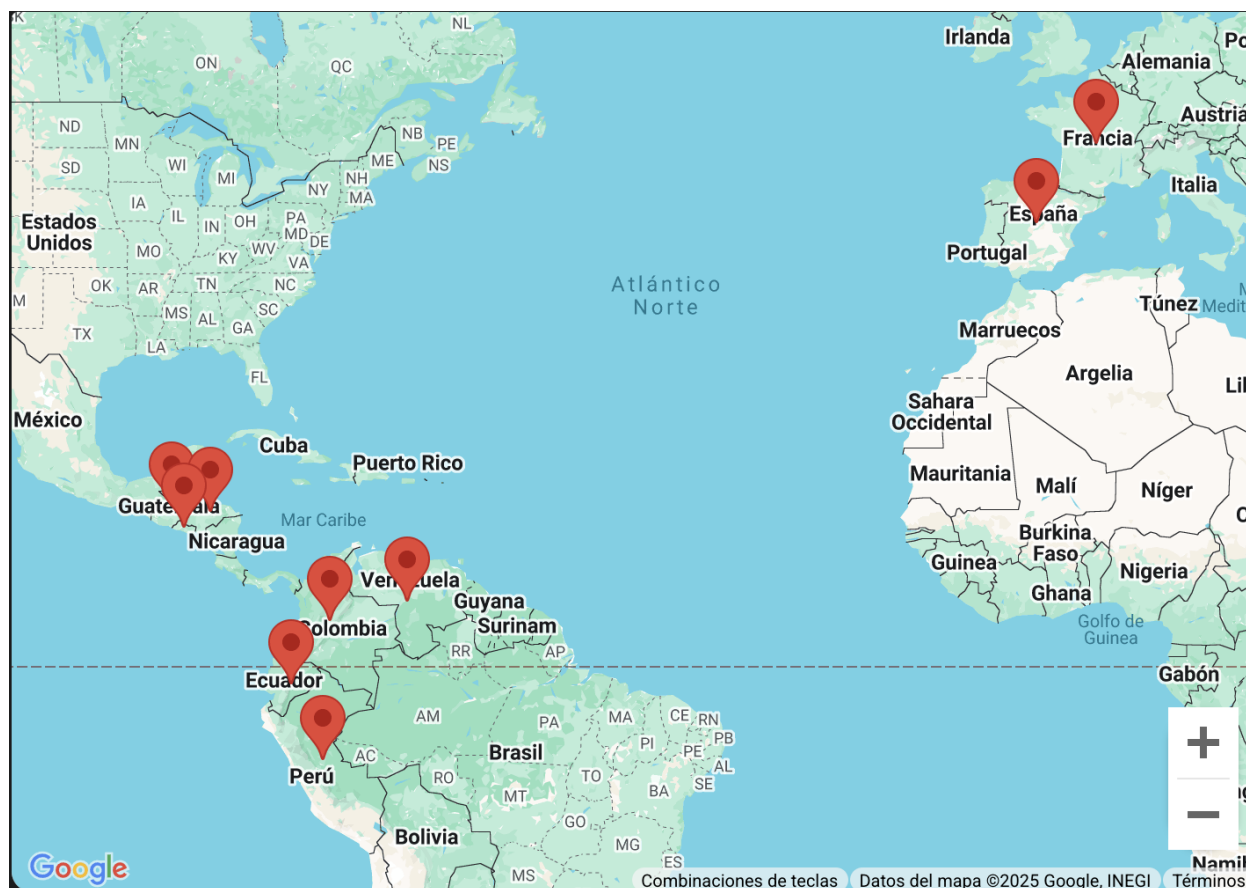 NL
Irlanda
ON
QC
Alemania
ND
MN
NB
PE
Austria
Francia
SD
WI
MI
ME
NS
NH
NY
MA
Italia
IA
IL
IN
OH
PA
MD
DE
España
Estados
Unidos
MO
KY
WV
VA
Portugal
OK
AR
TN
NC
Atlántico
Norte
Túnez
MS
AL
GA
SC
TX
LA
Marruecos
FL
Argelia
México
Cuba
Sahara
Occidental
Puerto Rico
Mauritania
Malí
Níger
Guatemala
Mar Caribe
Nicaragua
Burkina
Faso
Guinea
Nigeria
Venezuela
Ghana
Guyana
Surinam
Colombia
Golfo de
Guinea
RR
AP
Ecuador
Gabón
AM
PA
MA
CE
RN
PB
PI
PE
AL
SE
Brasil
AC
RO
TO
BA
MT
Perú
GO
Bolivia
MG
ES
MS
+
−
Google
Combinaciones de teclas
Datos del mapa ©2025 Google, INEGI
Términos